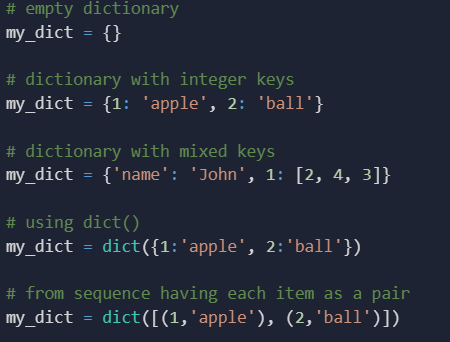 # empty dictionary
my_dict = {}
# dictionary with integer keys
my_dict = {1: 'apple', 2: 'ball'}
# dictionary with mixed keys
my_dict = {'name': 'John', 1: [2, 4, 3]}
# using dict()
my_dict = dict({1:'apple', 2:'ball'})
# from sequence having each item as a pair
my_dict = dict([(1,'apple'), (2,'ball')])